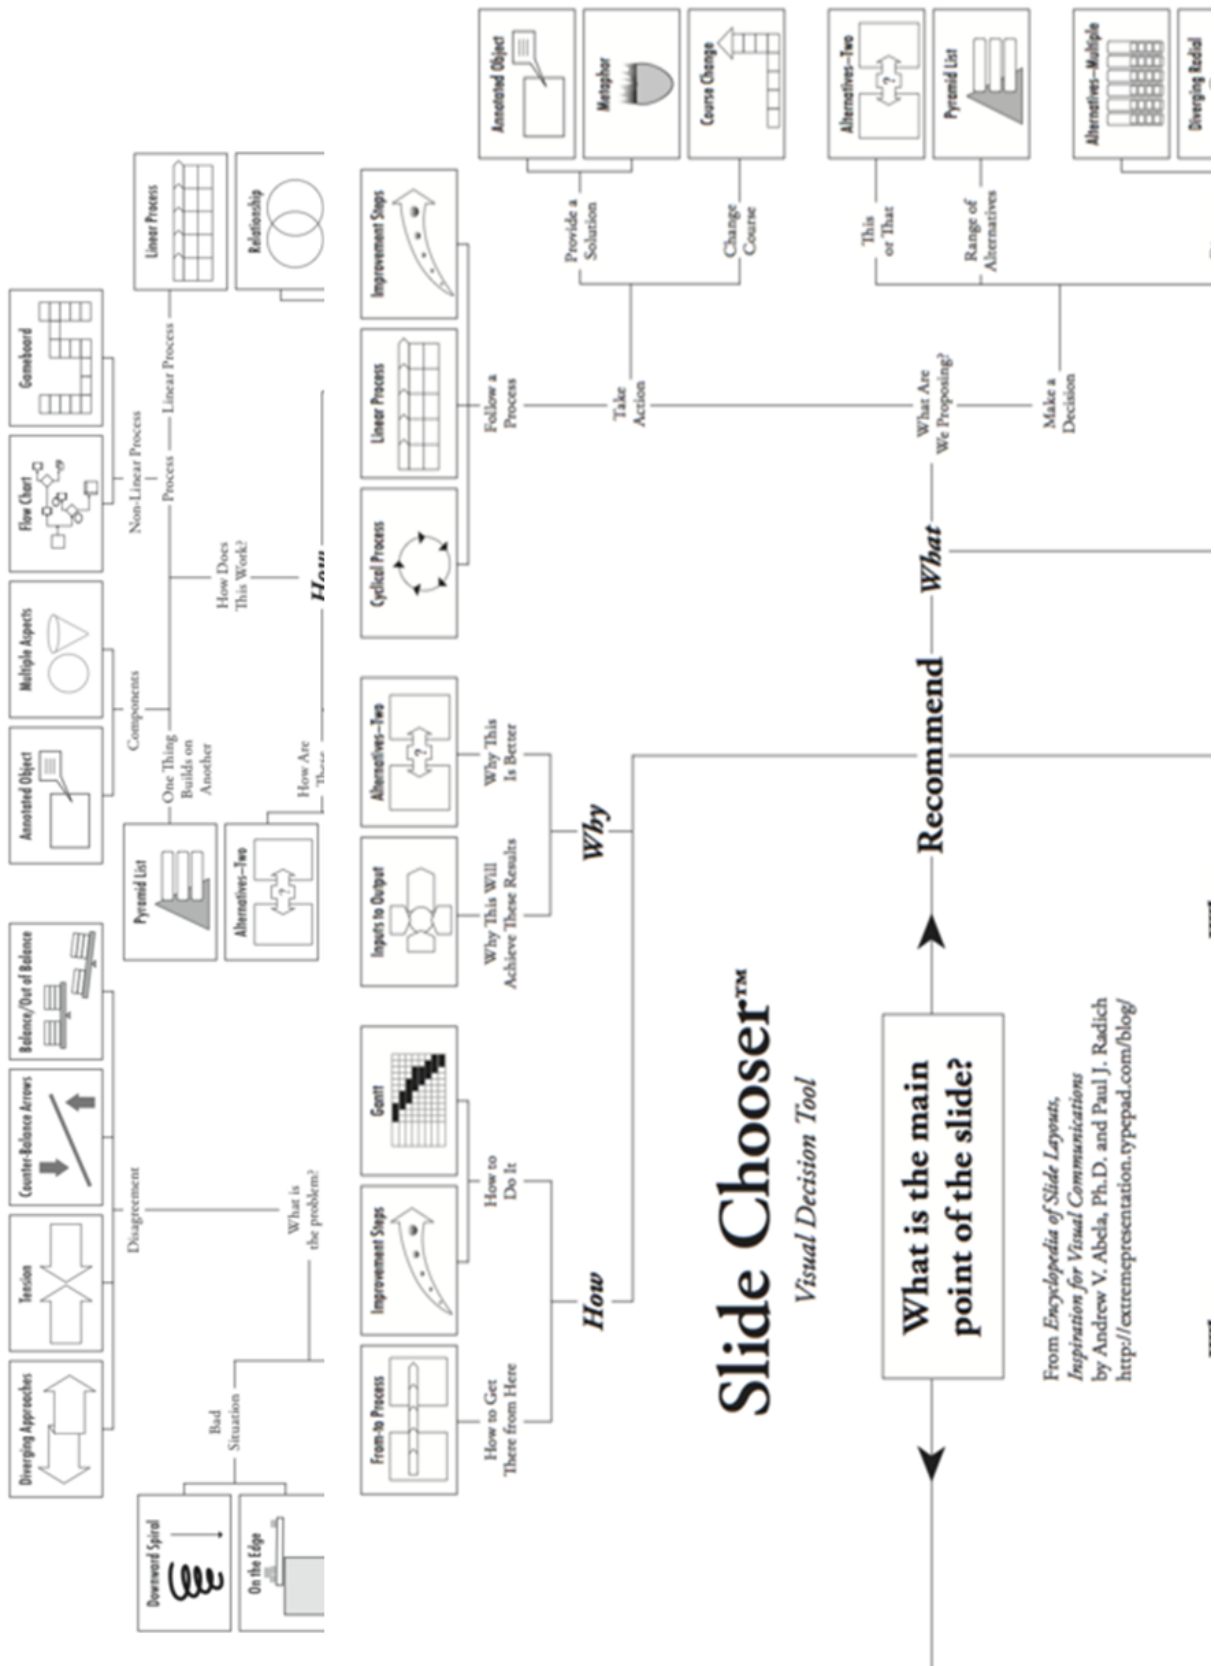 Diverging Approaches
Tension
Counter-Balance Arrows
Balance/Out of Balance
Annotated Object
Multiple Aspects
Flow Chart
Gameboard
Disagreement
Components
Non-Linear Process
Downward Spiral
Pyramid List
One Thing
Builds on
Another
Process
Linear Process
Linear Process
Bad
Situation
How Does
This Work?
On the Edge
Alternatives–Two
?
Relationship
What is
the problem?
How Are
These
How
From-to Process
Improvement Steps
Gantt
Inputs to Output
Alternatives–Two
?
Cyclical Process
Linear Process
Improvement Steps
How to Get
There from Here
How to
Do It
Why This Will
Achieve These Results
Why This
Is Better
Follow a
Process
Annotated Object
Metaphor
Course Change
Provide a
Solution
Change
Course
How
Why
Take
Action
Slide Chooser™
Visual Decision Tool
What is the main
point of the slide?
Recommend
What
What Are
We Proposing?
Make a
Decision
This
or That
Range of
Alternatives
Alternatives–Two
?
Pyramid List
Alternatives–Multiple
Diverging Radial
From Encyclopedia of Slide Layouts,
Inspiration for Visual Communications
by Andrew V. Abela, Ph.D. and Paul J. Radich
http://extremepresentation.typepad.com/blog/